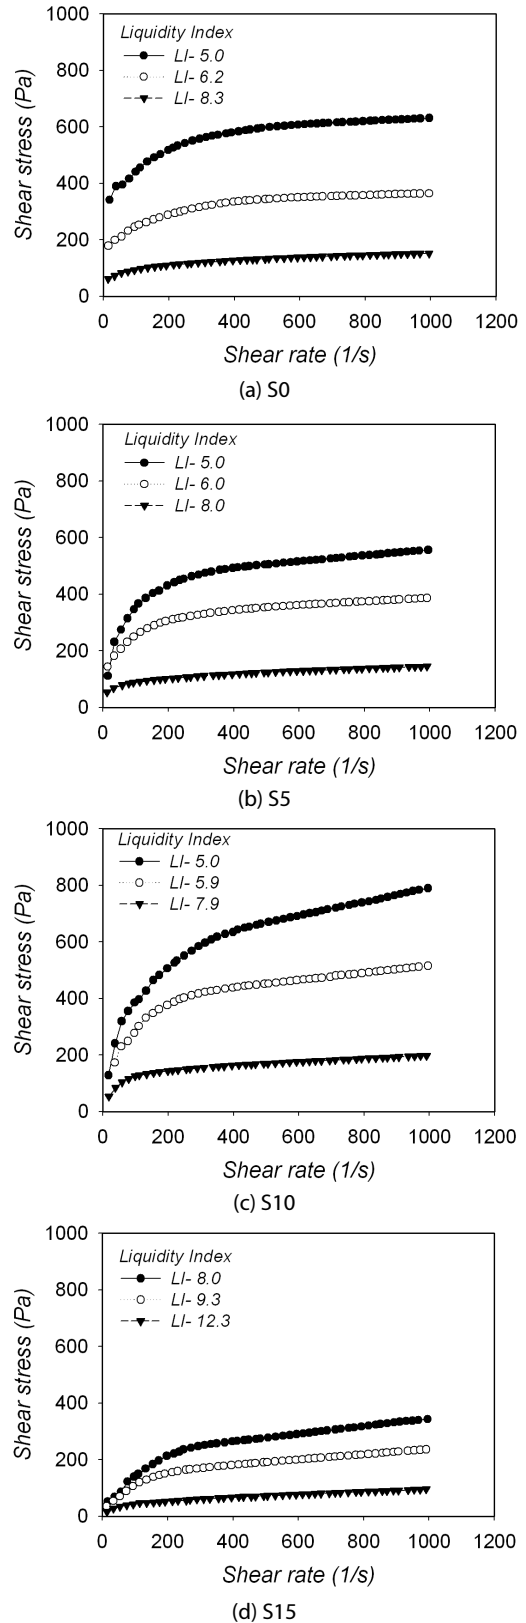 1000
800
600
400
200
0
Shear stress (Pa)
Liquidity Index
LI- 5.0
LI- 6.2
LI- 8.3
0 200 400 600 800 1000 1200
Shear rate (1/s)
(a) S0
1000
800
600
400
200
0
Shear stress (Pa)
Liquidity Index
LI- 5.0
LI- 6.0
LI- 8.0
0 200 400 600 800 1000 1200
Shear rate (1/s)
(b) S5
1000
800
600
400
200
0
Shear stress (Pa)
Liquidity Index
LI- 5.0
LI- 5.9
LI- 7.9
0 200 400 600 800 1000 1200
Shear rate (1/s)
(c) S10
1000
800
600
400
200
0
Shear stress (Pa)
Liquidity Index
LI- 8.0
LI- 9.3
LI- 12.3
0 200 400 600 800 1000 1200
Shear rate (1/s)
(d) S15